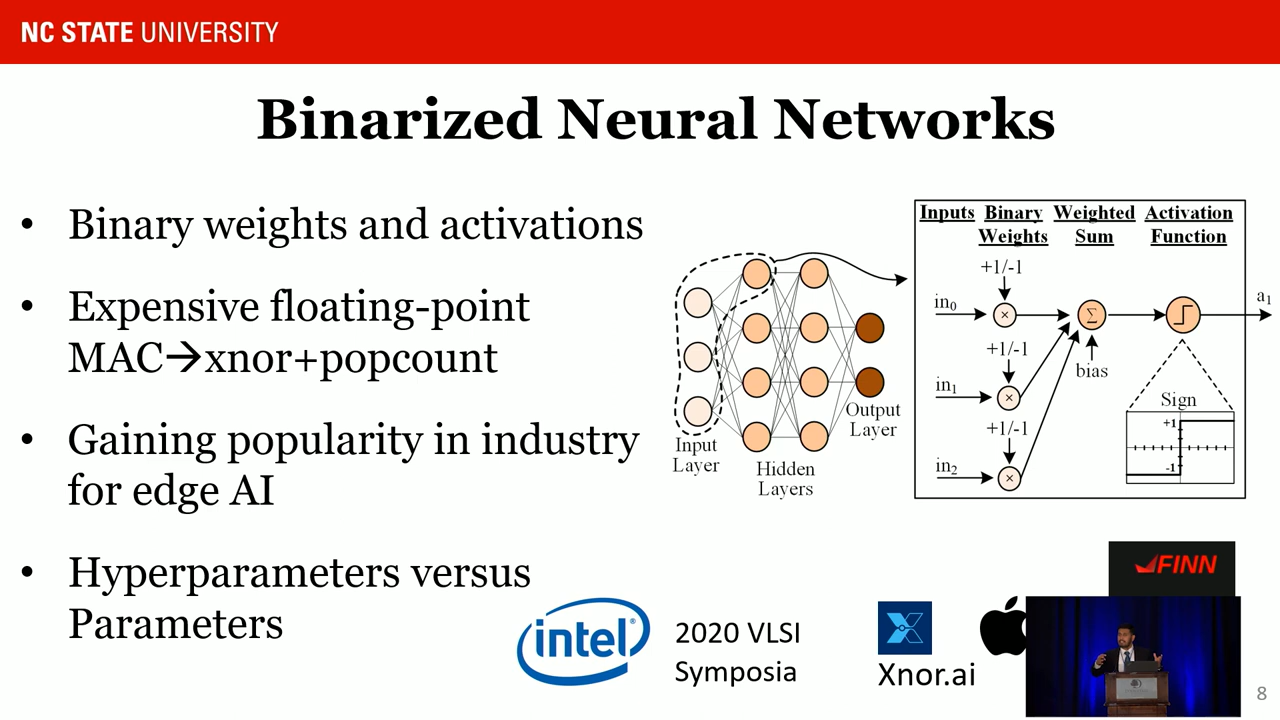 NC STATE UNIVERSITY
Binarized Neural Networks
• Binary weights and activations
• Expensive floating-point
MAC→xnor+popcount
• Gaining popularity in industry
for edge AI
• Hyperparameters versus
Parameters
Input
Layer
Hidden
Layers
Output
Layer
Inputs Binary Weighted Activation
Weights Sum Function
+1/-1
in0
×
Σ
a1
+1/-1
bias
in1
×
Sign
+1
-1
+1/-1
in2
×
intel®
2020 VLSI
Symposia
Xnor.ai
FINN
8